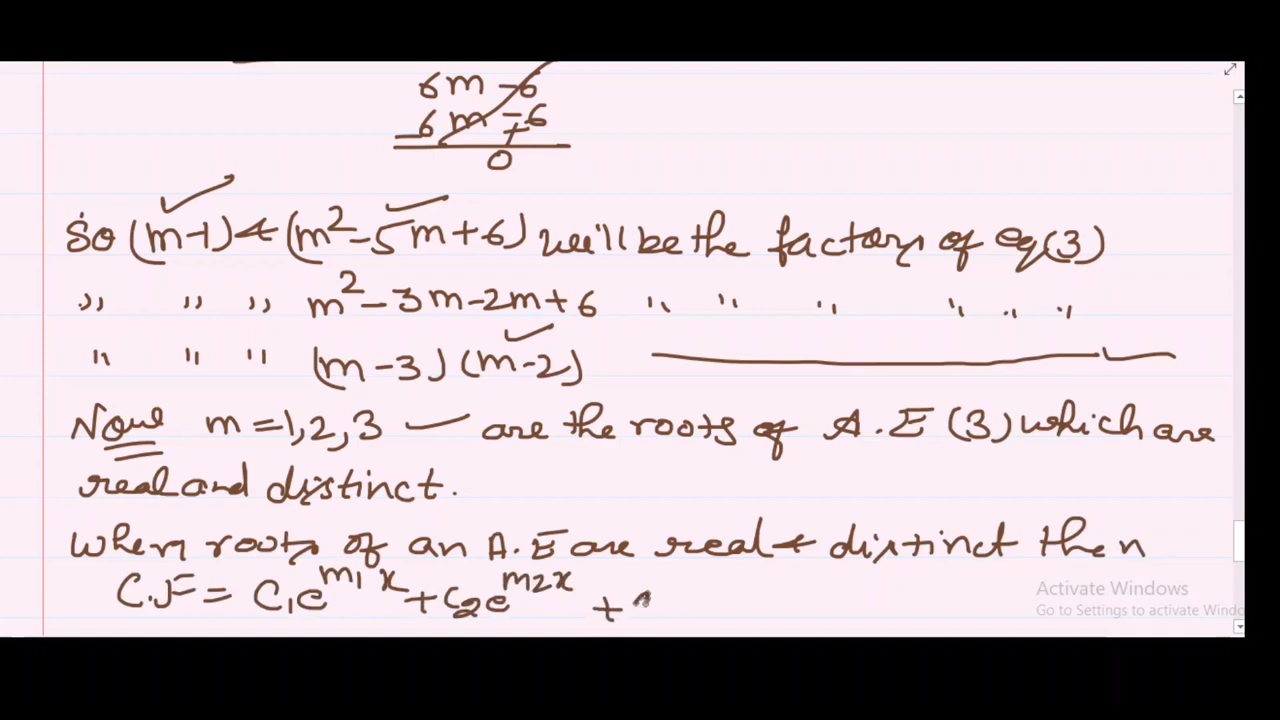 6m -6
6m -6
- +
0
So (m-1) & (m²-5m+6) will be the factors of eq(3)
,, ,, ,, m²-3m-2m+6 ,, ,, ,, ,, ,, ,,
,, ,, ,, (m-3)(m-2)
Now m=1,2,3 — are the roots of A.E (3) which are
real and distinct.
When roots of an A.E are real & distinct then
C.F = C₁e^m₁x + C₂e^m₂x +
Activate Windows
Go to Settings to activate Windo